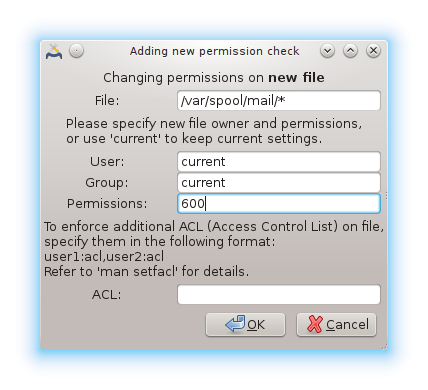 Adding new permission check
Changing permissions on new file
File: /var/spool/mail/*
Please specify new file owner and permissions,
or use 'current' to keep current settings.
User: current
Group: current
Permissions: 600
To enforce additional ACL (Access Control List) on file,
specify them in the following format:
user1:acl,user2:acl
Refer to 'man setfacl' for details.
ACL:
OK Cancel